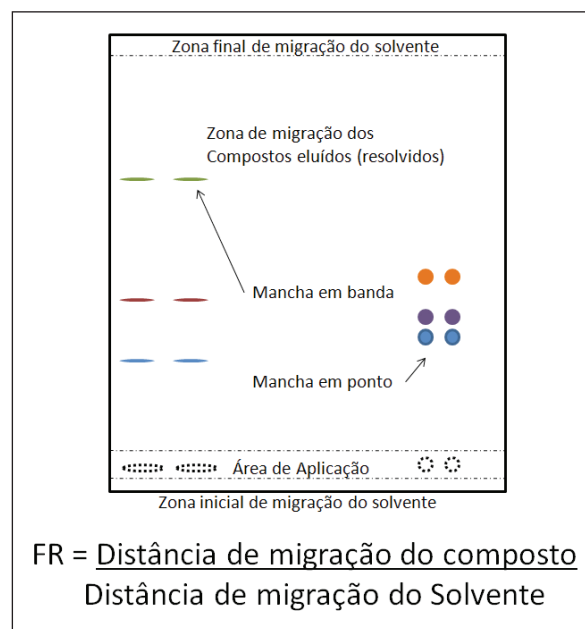 Zona final de migração do solvente
Zona de migração dos
Compostos eluídos (resolvidos)
Mancha em banda
Mancha em ponto
Área de Aplicação
Zona inicial de migração do solvente
FR = Distância de migração do composto
Distância de migração do Solvente